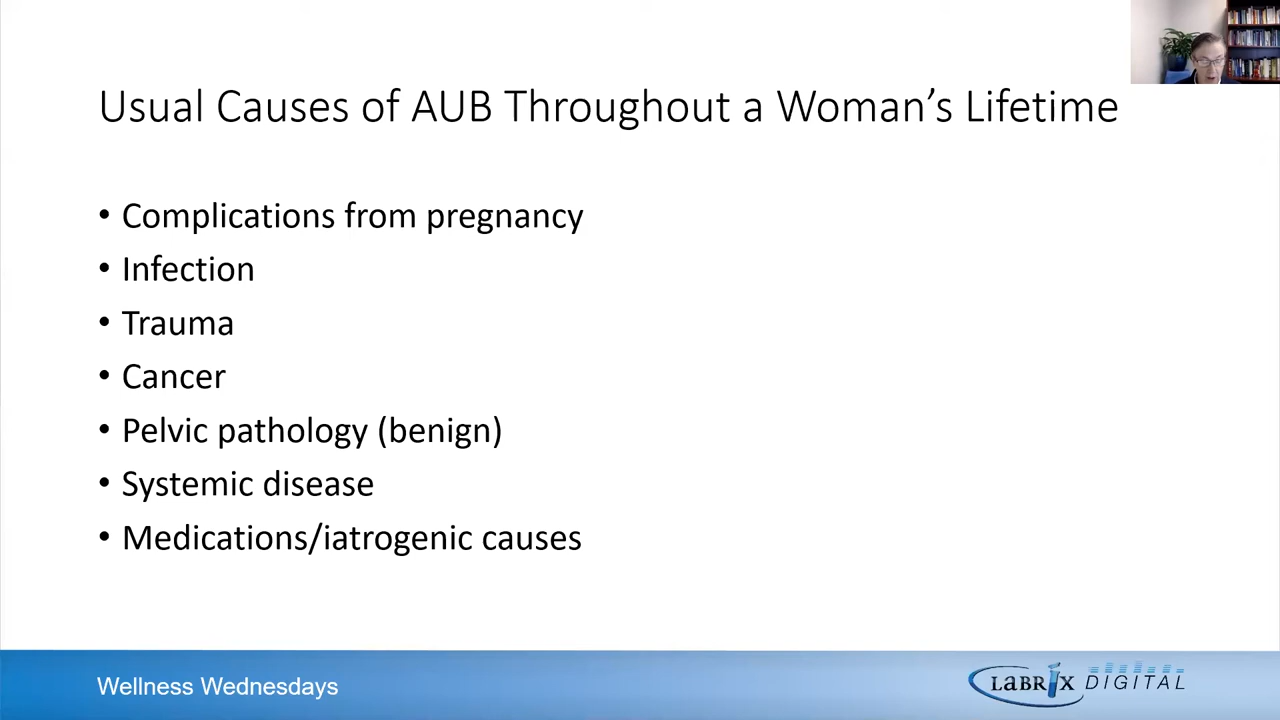 Usual Causes of AUB Throughout a Woman’s Lifetime
• Complications from pregnancy
• Infection
• Trauma
• Cancer
• Pelvic pathology (benign)
• Systemic disease
• Medications/iatrogenic causes
Wellness Wednesdays
LABRIX DIGITAL